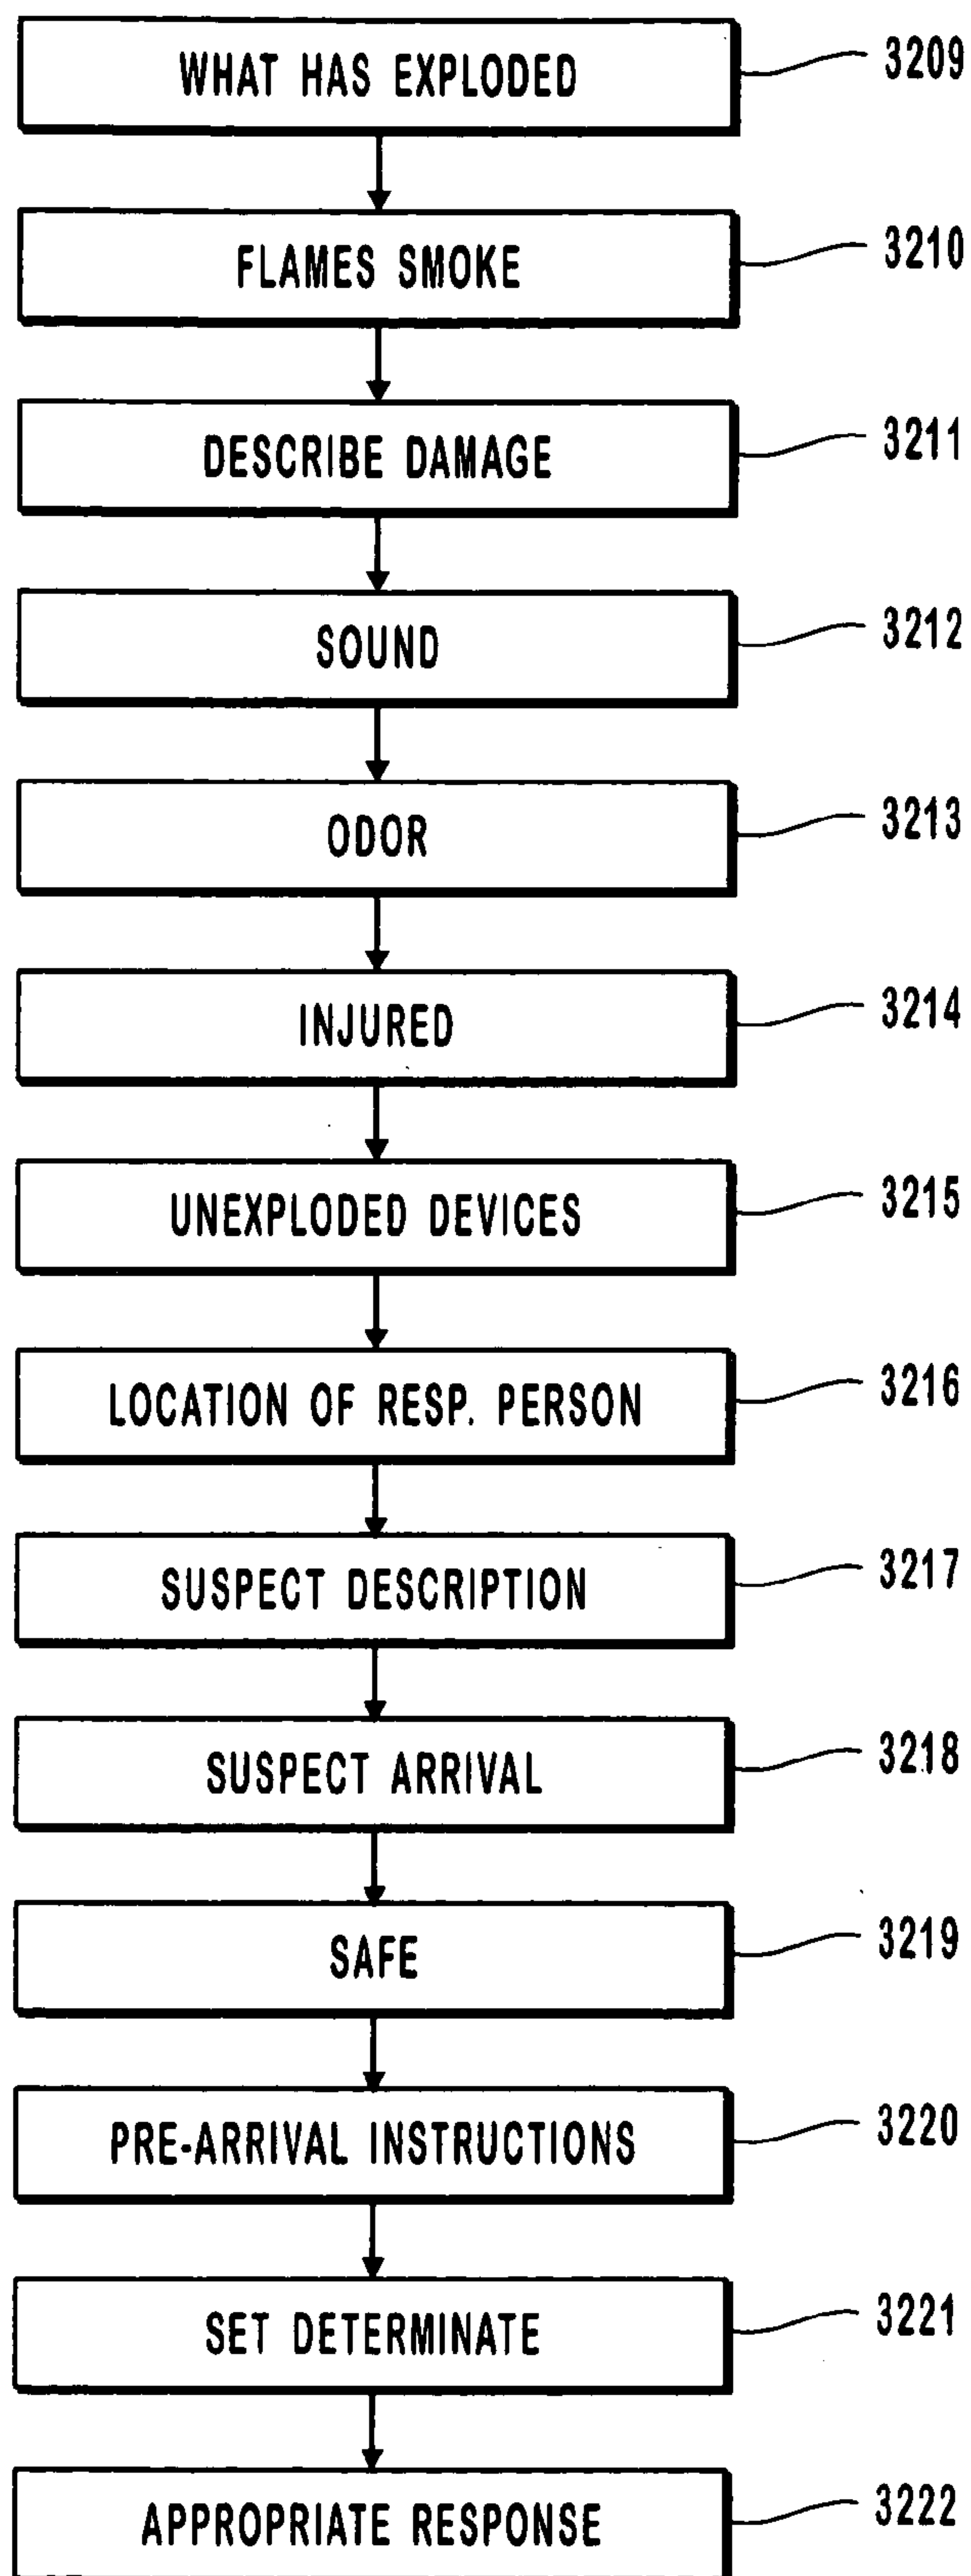 WHAT HAS EXPLODED 3209
FLAMES SMOKE 3210
DESCRIBE DAMAGE 3211
SOUND 3212
ODOR 3213
INJURED 3214
UNEXPLODED DEVICES 3215
LOCATION OF RESP. PERSON 3216
SUSPECT DESCRIPTION 3217
SUSPECT ARRIVAL 3218
SAFE 3219
PRE-ARRIVAL INSTRUCTIONS 3220
SET DETERMINATE 3221
APPROPRIATE RESPONSE 3222